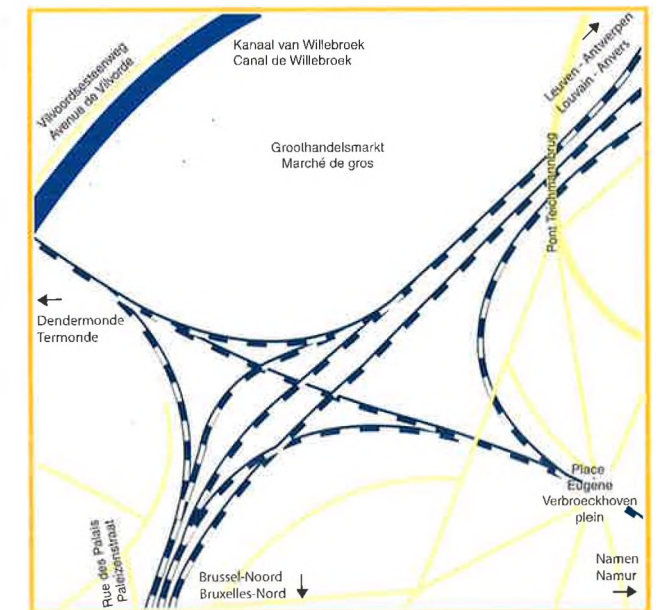 Kanaal van Willebroek
Canal de Willebroek
Leuven - Antwerpen
Louvain - Anvers
Vilvoordsesteenweg
Avenue de Vilvorde
Groothandelsmarkt
Marché de gros
Pont Teichmannbrug
Dendermonde
Termonde
Place
Eugène
Verbroeckhoven
plein
Rue des Palais
Paleizenstraat
Brussel-Noord
Bruxelles-Nord
Namen
Namur